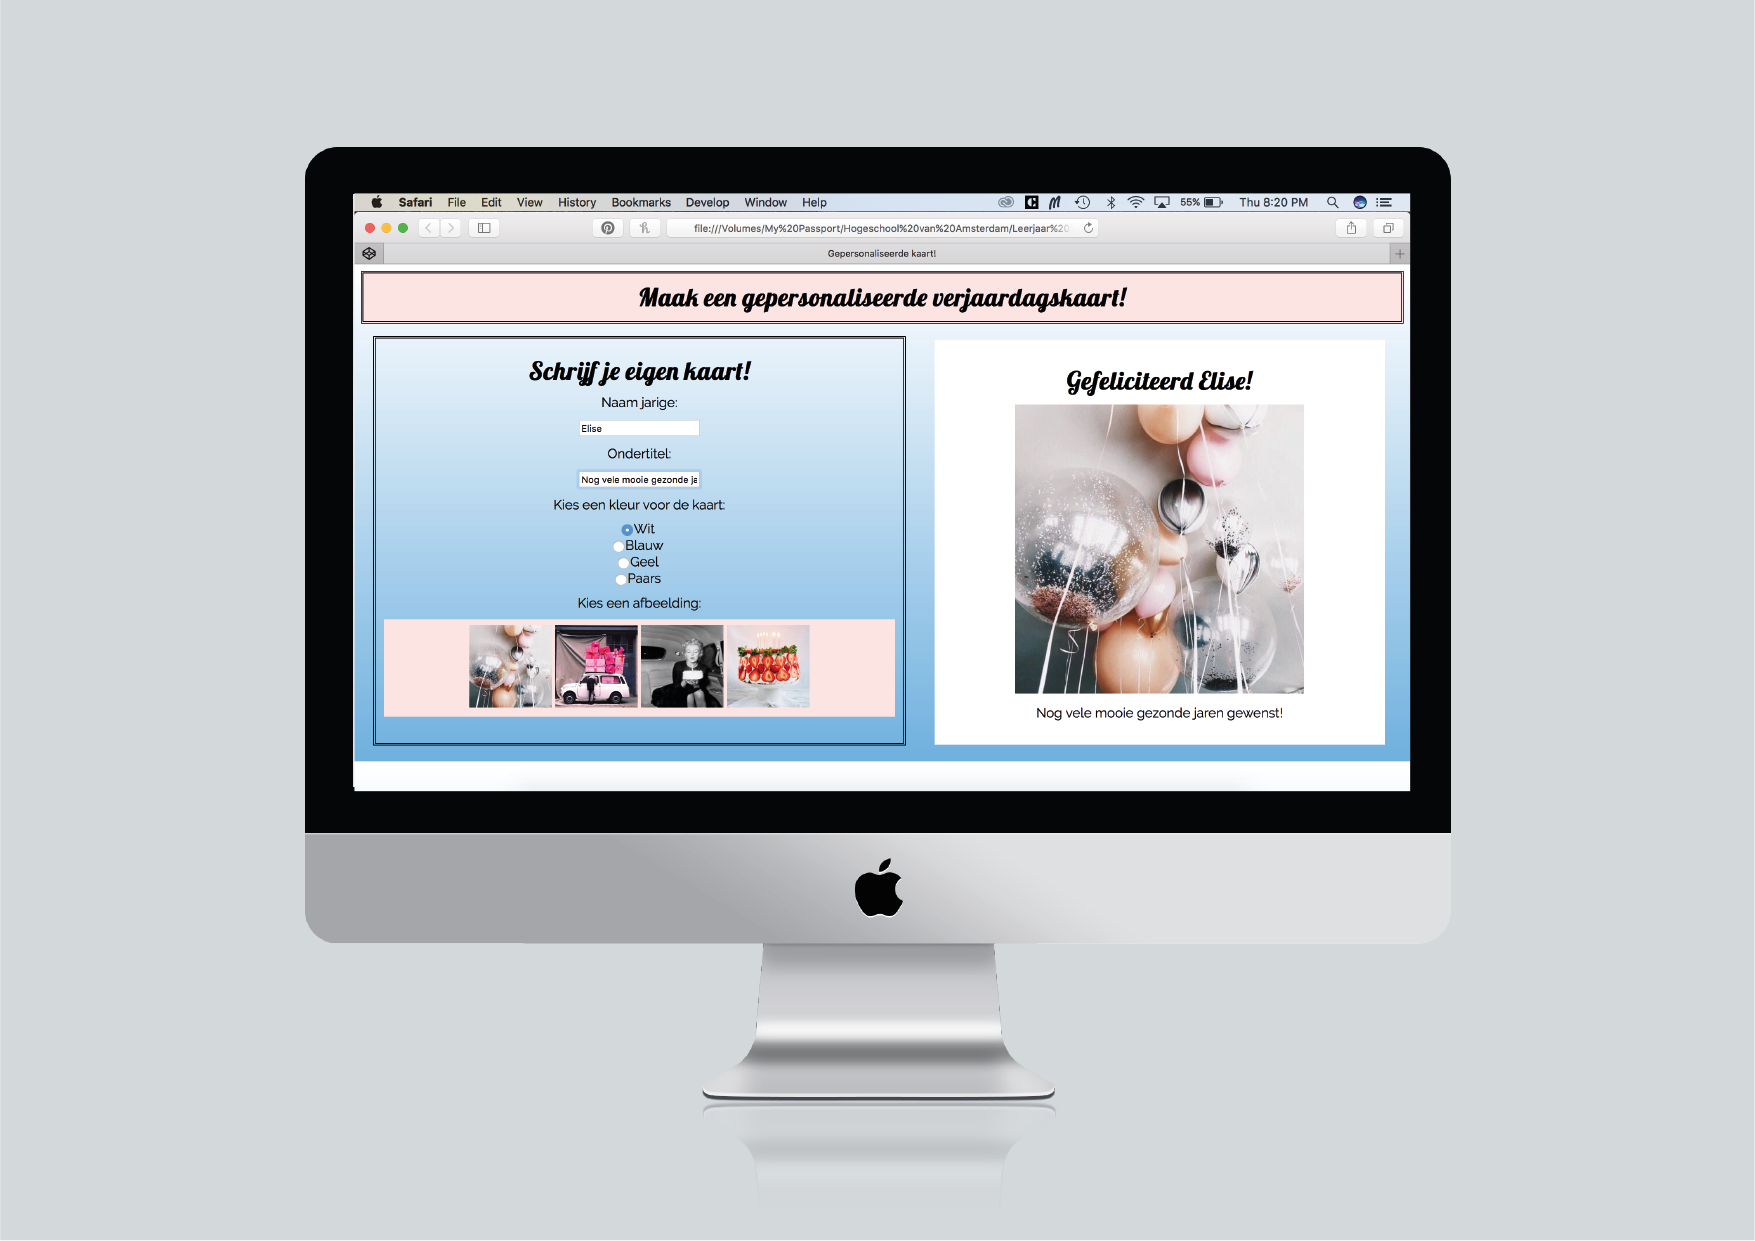 Safari File Edit View History Bookmarks Develop Window Help 55% Thu 8:20 PM
file:///Volumes/My%20Passport/Hogeschool%20van%20Amsterdam/Leerjaar%20
Gepersonaliseerde kaart!
Maak een gepersonaliseerde verjaardagskaart!
Schrijf je eigen kaart!
Naam jarige:
Elise
Ondertitel:
Nog vele mooie gezonde ja
Kies een kleur voor de kaart:
Wit
Blauw
Geel
Paars
Kies een afbeelding:
Gefeliciteerd Elise!
Nog vele mooie gezonde jaren gewenst!